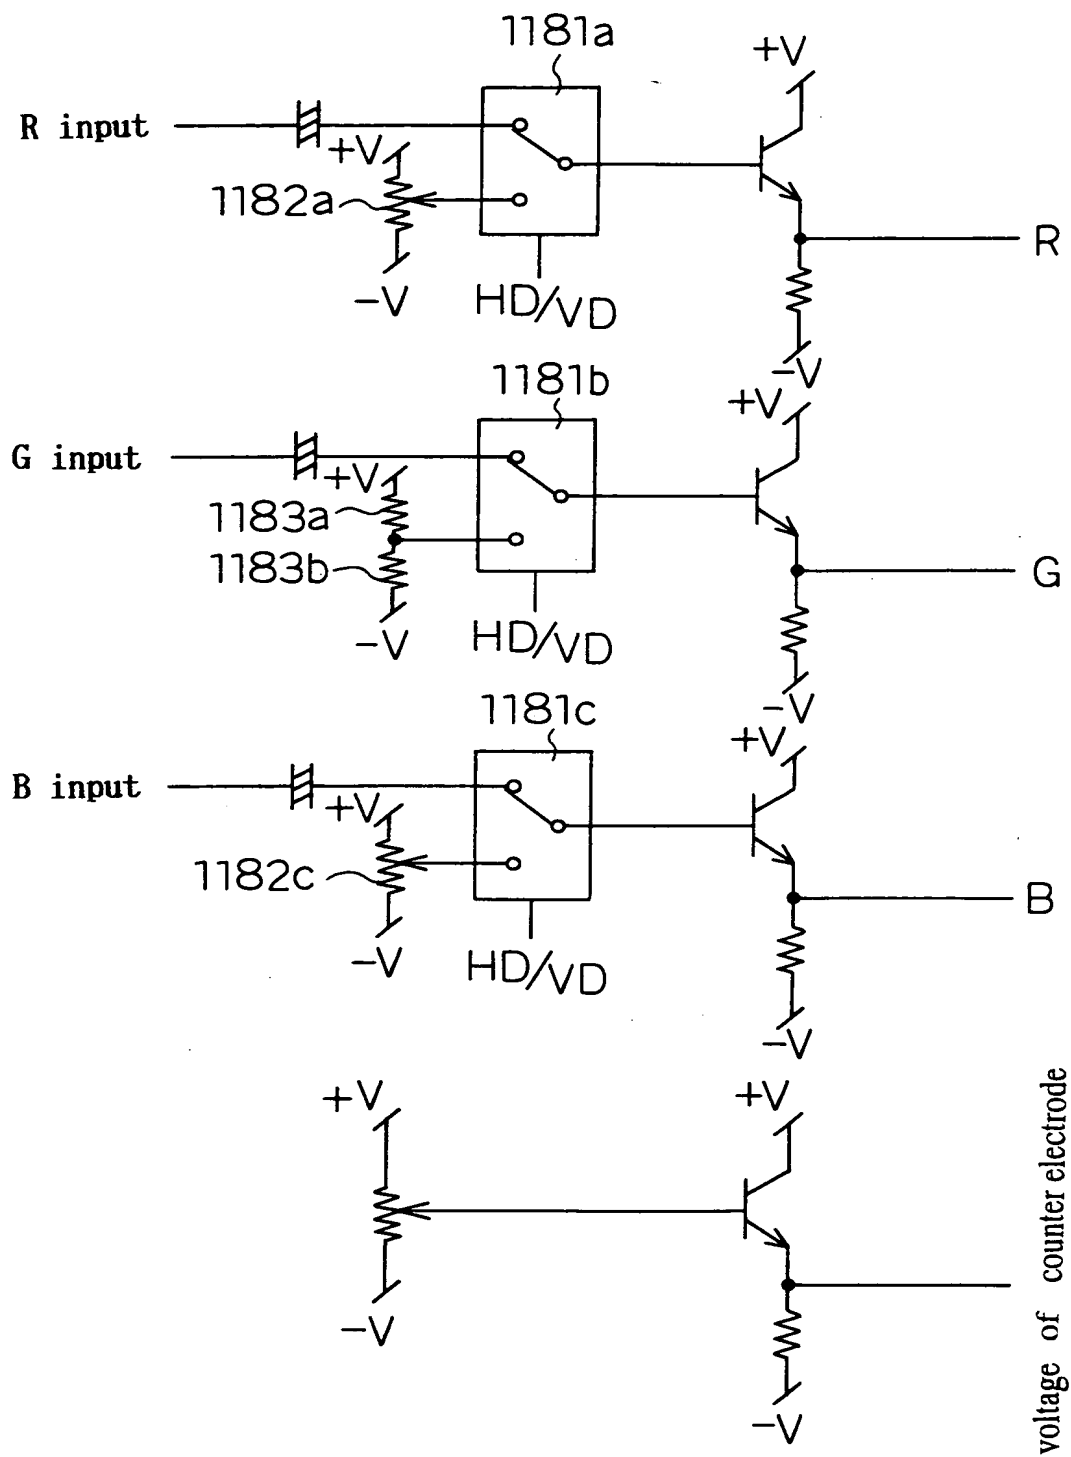 1181a
+V
R input
+V
1182a
-V
HD/VD
R
-V
1181b
+V
G input
+V
1183a
1183b
-V
HD/VD
G
-V
1181c
+V
B input
+V
1182c
-V
HD/VD
B
-V
+V
+V
-V
-V
voltage of counter electrode